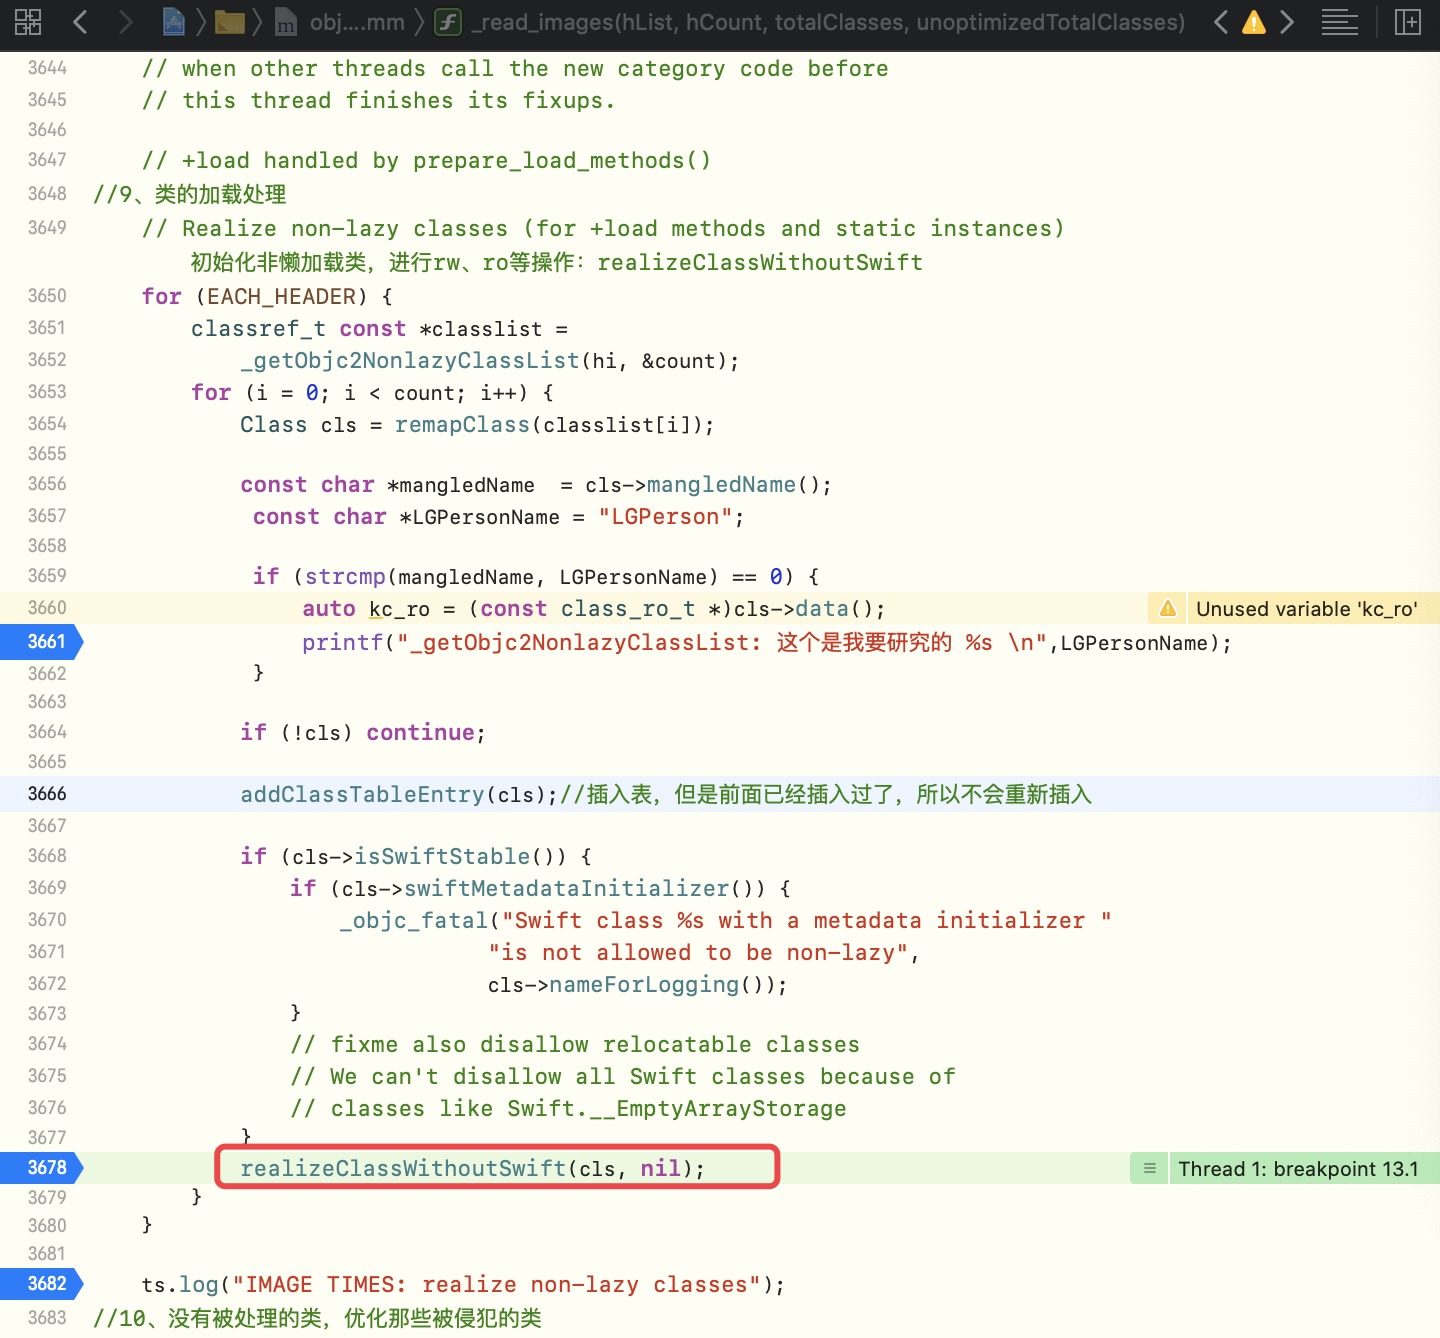 obj....mm _read_images(hList, hCount, totalClasses, unoptimizedTotalClasses)
3644 // when other threads call the new category code before
3645 // this thread finishes its fixups.
3646
3647 // +load handled by prepare_load_methods()
3648 //9、类的加载处理
3649 // Realize non-lazy classes (for +load methods and static instances)
初始化非懒加载类，进行rw、ro等操作：realizeClassWithoutSwift
3650 for (EACH_HEADER) {
3651 classref_t const *classlist =
3652 _getObjc2NonlazyClassList(hi, &count);
3653 for (i = 0; i < count; i++) {
3654 Class cls = remapClass(classlist[i]);
3655
3656 const char *mangledName  = cls->mangledName();
3657 const char *LGPersonName = "LGPerson";
3658
3659 if (strcmp(mangledName, LGPersonName) == 0) {
3660 auto kc_ro = (const class_ro_t *)cls->data(); Unused variable 'kc_ro'
3661 printf("_getObjc2NonlazyClassList: 这个是我要研究的 %s \n",LGPersonName);
3662 }
3663
3664 if (!cls) continue;
3665
3666 addClassTableEntry(cls);//插入表，但是前面已经插入过了，所以不会重新插入
3667
3668 if (cls->isSwiftStable()) {
3669 if (cls->swiftMetadataInitializer()) {
3670 _objc_fatal("Swift class %s with a metadata initializer "
3671 "is not allowed to be non-lazy",
3672 cls->nameForLogging());
3673 }
3674 // fixme also disallow relocatable classes
3675 // We can't disallow all Swift classes because of
3676 // classes like Swift.__EmptyArrayStorage
3677 }
3678 realizeClassWithoutSwift(cls, nil); Thread 1: breakpoint 13.1
3679 }
3680 }
3681
3682 ts.log("IMAGE TIMES: realize non-lazy classes");
3683 //10、没有被处理的类，优化那些被侵犯的类